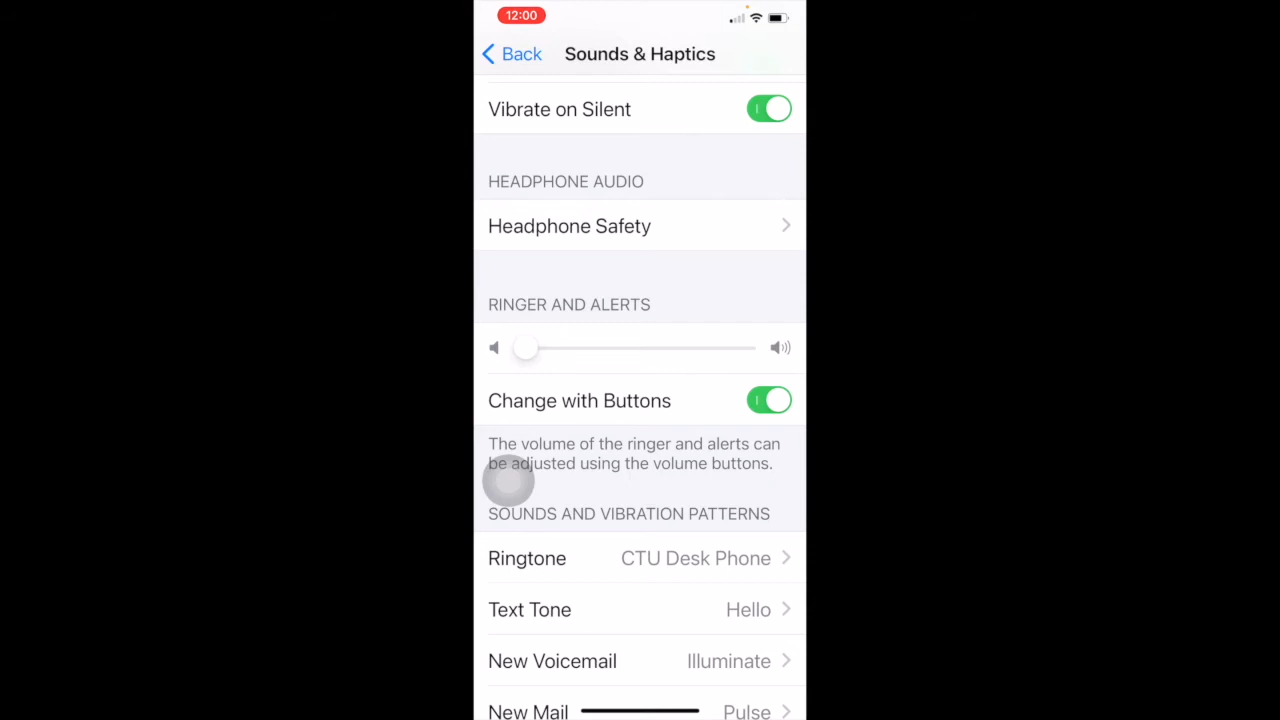 12:00
Back Sounds & Haptics
Vibrate on Silent
HEADPHONE AUDIO
Headphone Safety
RINGER AND ALERTS
Change with Buttons
The volume of the ringer and alerts can
be adjusted using the volume buttons.
SOUNDS AND VIBRATION PATTERNS
Ringtone CTU Desk Phone
Text Tone Hello
New Voicemail Illuminate
New Mail Pulse